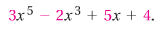 3x⁵ − 2x³ + 5x + 4.